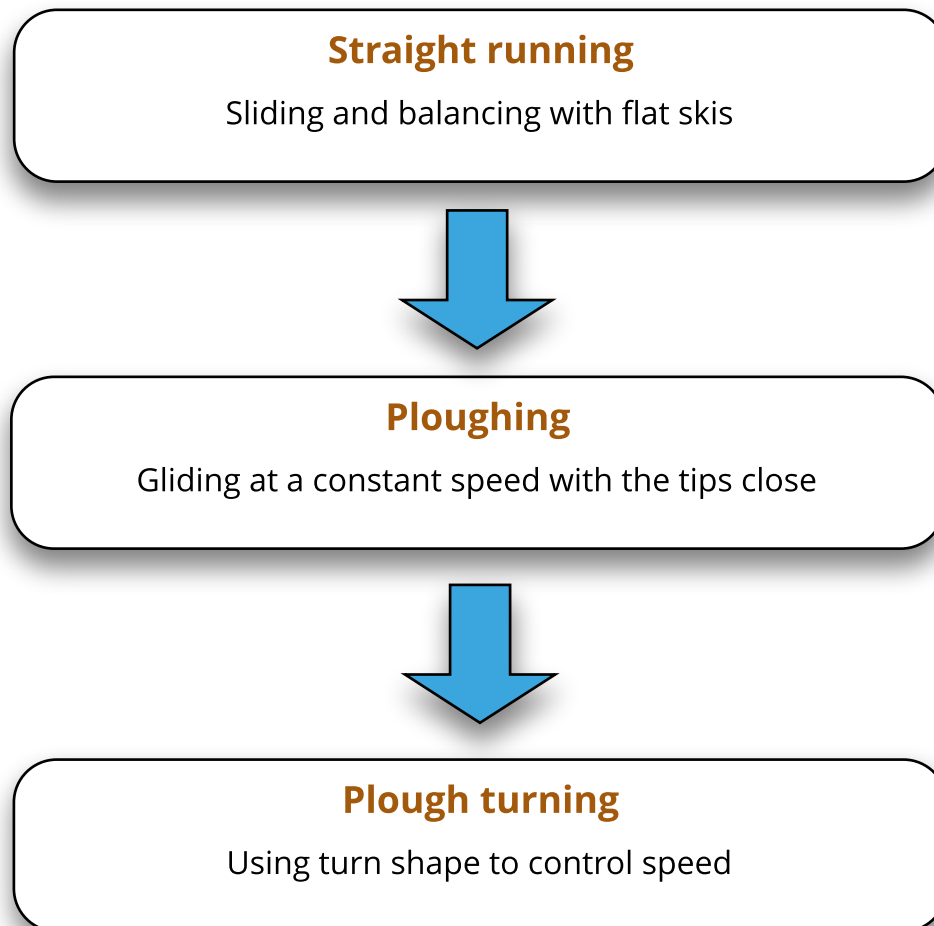 Straight running
Sliding and balancing with flat skis
Ploughing
Gliding at a constant speed with the tips close
Plough turning
Using turn shape to control speed